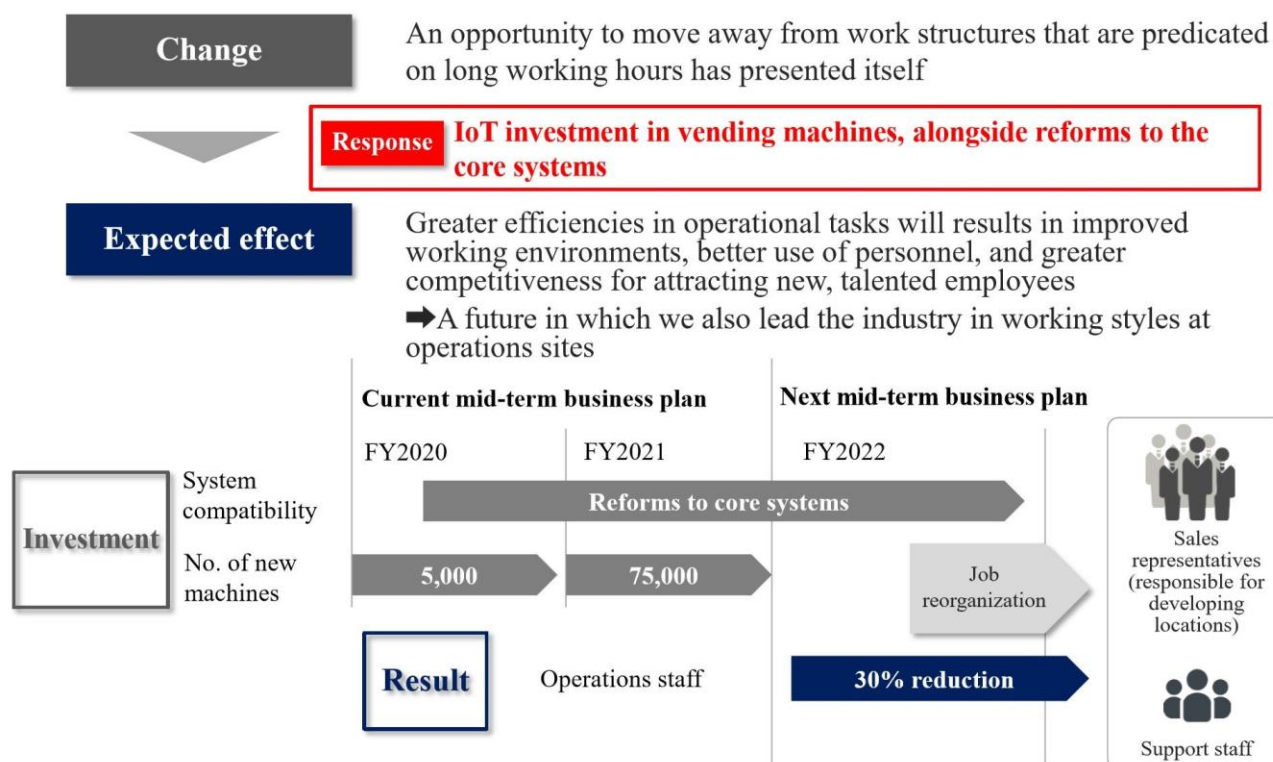 Change
An opportunity to move away from work structures that are predicated
on long working hours has presented itself
Response
IoT investment in vending machines, alongside reforms to the
core systems
Expected effect
Greater efficiencies in operational tasks will results in improved
working environments, better use of personnel, and greater
competitiveness for attracting new, talented employees
➡A future in which we also lead the industry in working styles at
operations sites
Current mid-term business plan
Next mid-term business plan
FY2020
FY2021
FY2022
Investment
System
compatibility
Reforms to core systems
No. of new
machines
5,000
75,000
Job
reorganization
Sales
representatives
(responsible for
developing
locations)
Result
Operations staff
30% reduction
Support staff